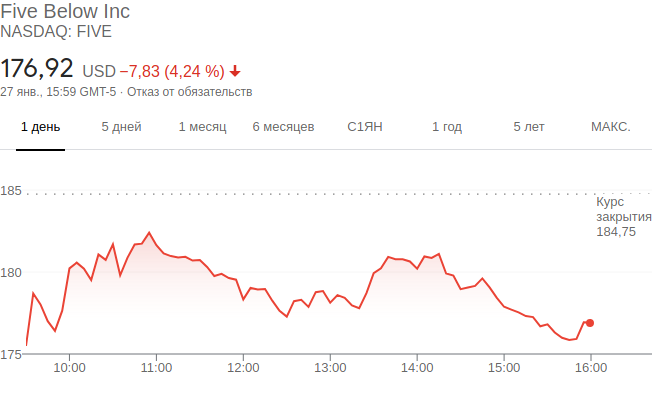 Five Below Inc
NASDAQ: FIVE
176,92 USD −7,83 (4,24 %)
27 янв., 15:59 GMT-5 · Отказ от обязательств
1 день 5 дней 1 месяц 6 месяцев С1ЯН 1 год 5 лет МАКС.
185
Курс
закрытия
184,75
180
175
10:00 11:00 12:00 13:00 14:00 15:00 16:00